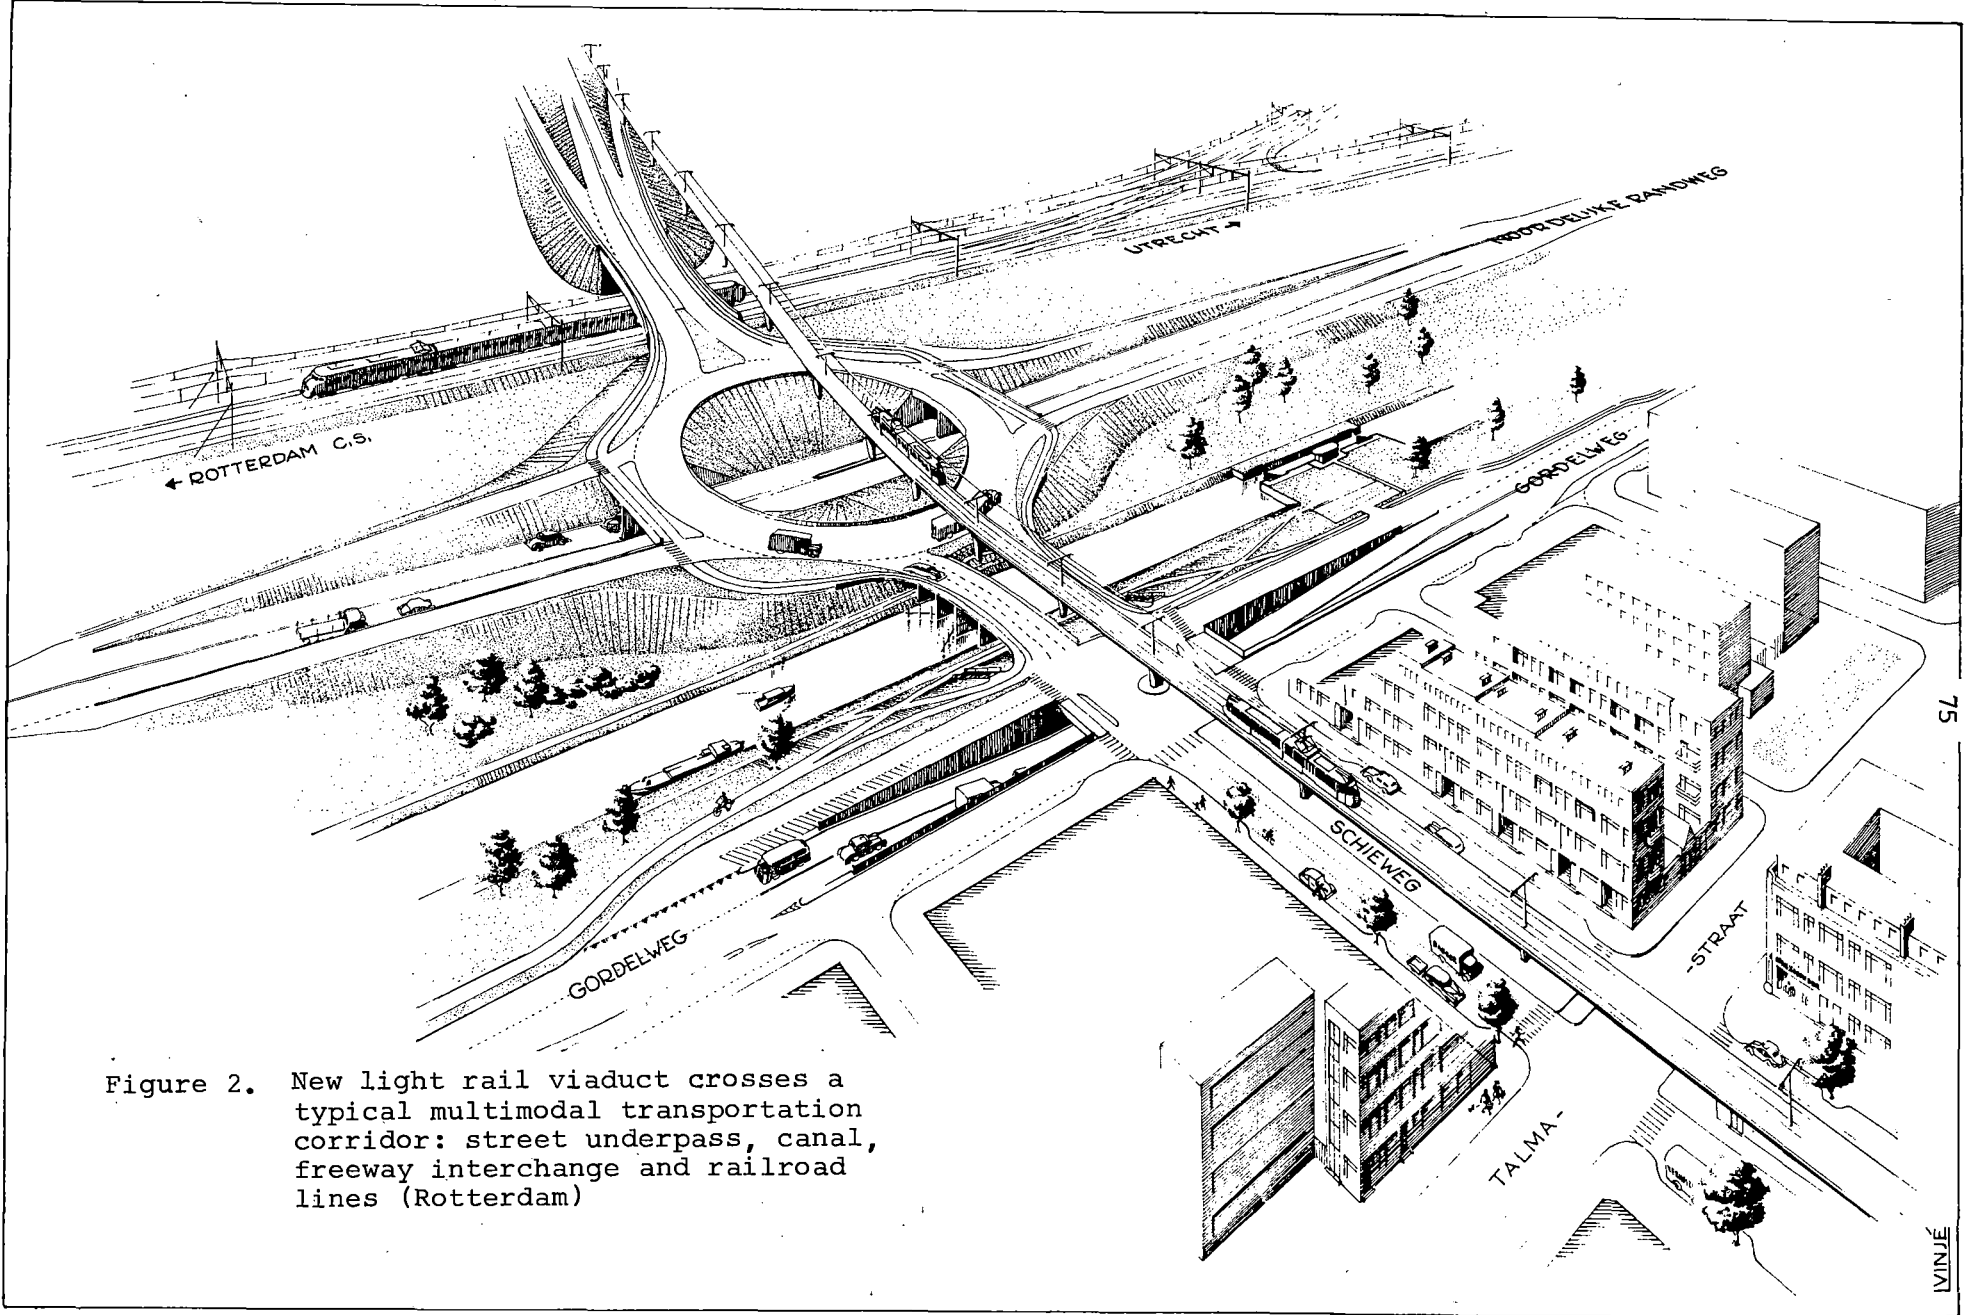 UTRECHT →
NOORDELIJKE RANDWEG
← ROTTERDAM C.S.
GORDELWEG
75
SCHIEWEG
-STRAAT
GORDELWEG
TALMA-
Figure 2. New light rail viaduct crosses a
typical multimodal transportation
corridor: street underpass, canal,
freeway interchange and railroad
lines (Rotterdam)
VINJÉ